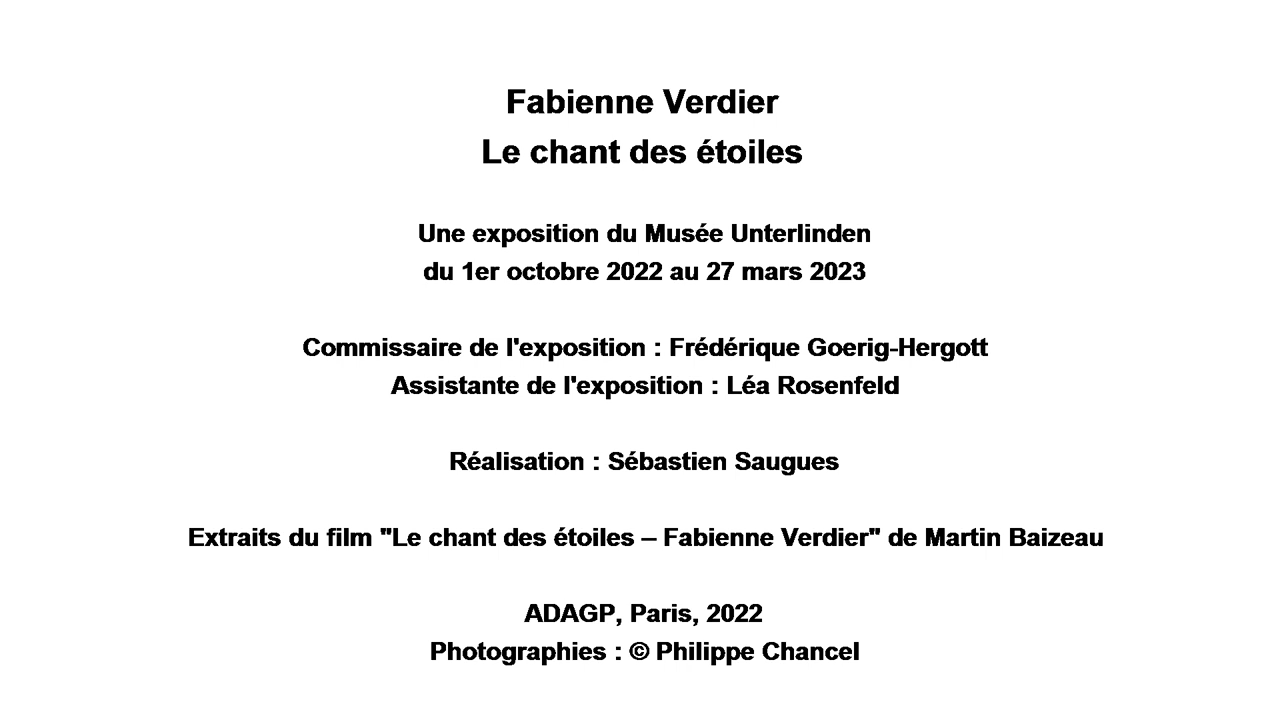 Fabienne Verdier
Le chant des étoiles
Une exposition du Musée Unterlinden
du 1er octobre 2022 au 27 mars 2023
Commissaire de l'exposition : Frédérique Goerig-Hergott
Assistante de l'exposition : Léa Rosenfeld
Réalisation : Sébastien Saugues
Extraits du film "Le chant des étoiles – Fabienne Verdier" de Martin Baizeau
ADAGP, Paris, 2022
Photographies : © Philippe Chancel